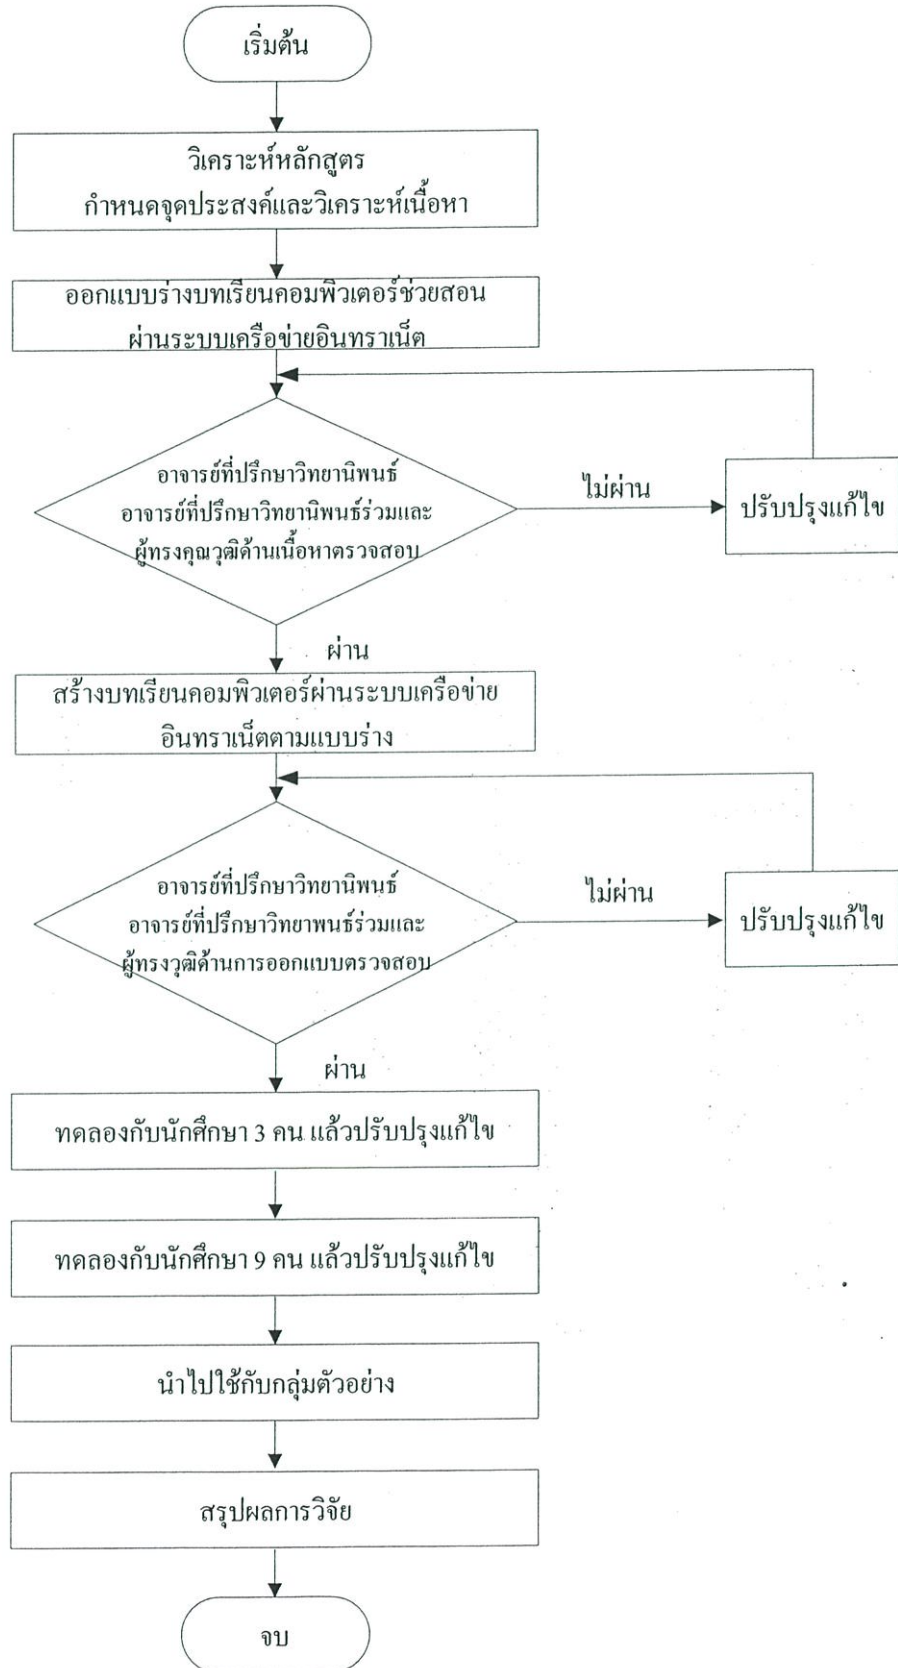 เริ่มต้น
วิเคราะห์หลักสูตร
กำหนดจุดประสงค์และวิเคราะห์เนื้อหา
ออกแบบร่างบทเรียนคอมพิวเตอร์ช่วยสอน
ผ่านระบบเครือข่ายอินทราเน็ต
อาจารย์ที่ปรึกษาวิทยานิพนธ์
อาจารย์ที่ปรึกษาวิทยานิพนธ์ร่วมและ
ผู้ทรงคุณวุฒิด้านเนื้อหาตรวจสอบ
ไม่ผ่าน
ปรับปรุงแก้ไข
ผ่าน
สร้างบทเรียนคอมพิวเตอร์ผ่านระบบเครือข่าย
อินทราเน็ตตามแบบร่าง
อาจารย์ที่ปรึกษาวิทยานิพนธ์
อาจารย์ที่ปรึกษาวิทยาพนธ์ร่วมและ
ผู้ทรงวุฒิด้านการออกแบบตรวจสอบ
ไม่ผ่าน
ปรับปรุงแก้ไข
ผ่าน
ทดลองกับนักศึกษา 3 คน แล้วปรับปรุงแก้ไข
ทดลองกับนักศึกษา 9 คน แล้วปรับปรุงแก้ไข
นำไปใช้กับกลุ่มตัวอย่าง
สรุปผลการวิจัย
จบ